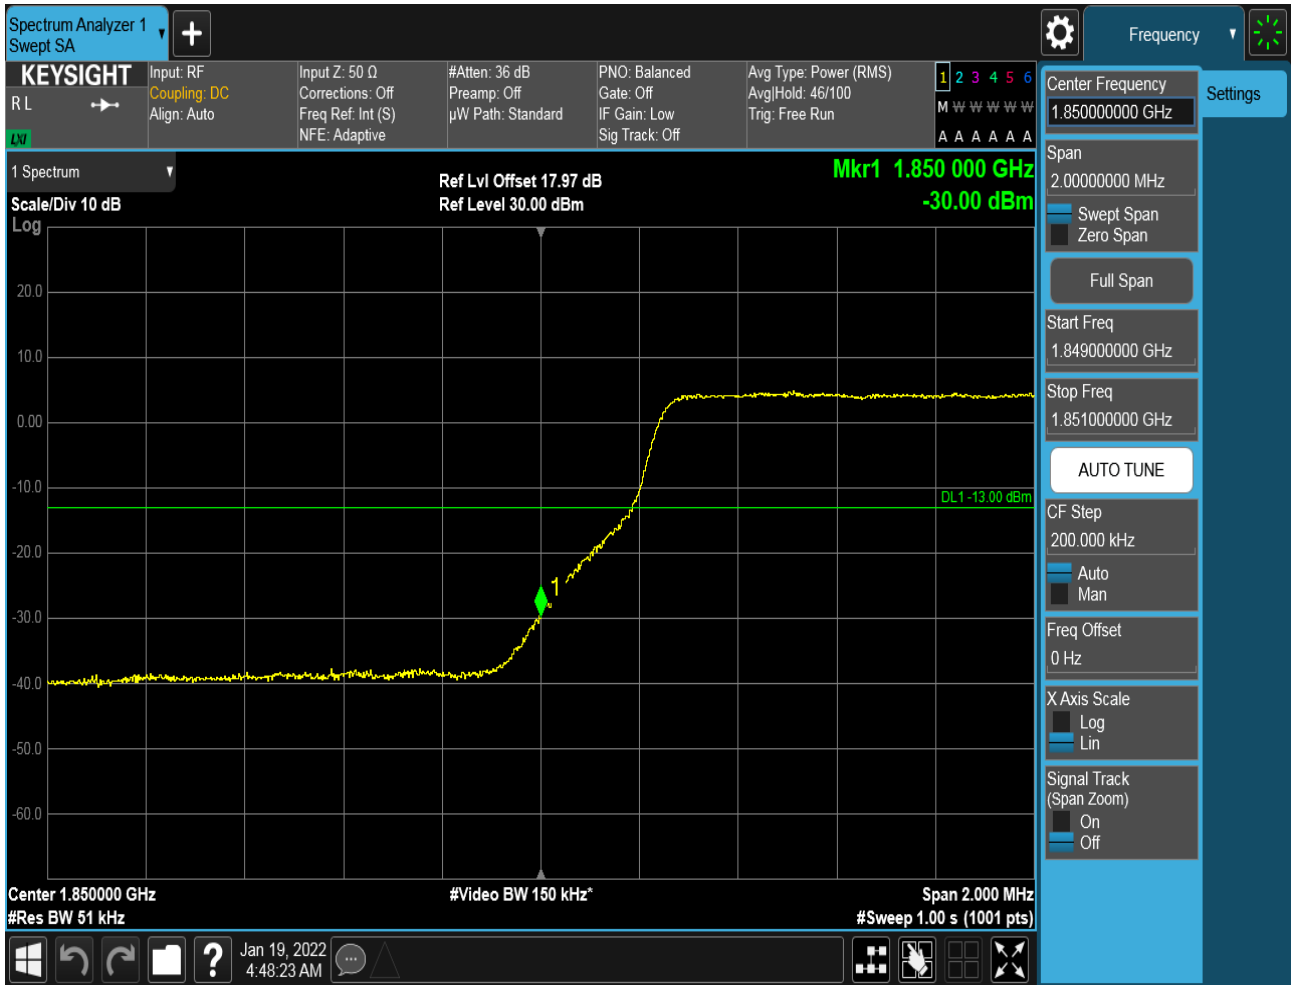 Spectrum Analyzer 1
Swept SA
Frequency
KEYSIGHT
R L
LXI
Input: RF
Coupling: DC
Align: Auto
Input Z: 50 Ω
Corrections: Off
Freq Ref: Int (S)
NFE: Adaptive
#Atten: 36 dB
Preamp: Off
µW Path: Standard
PNO: Balanced
Gate: Off
IF Gain: Low
Sig Track: Off
Avg Type: Power (RMS)
Avg|Hold: 46/100
Trig: Free Run
1 2 3 4 5 6
M W W W W W
A A A A A A
1 Spectrum
Scale/Div 10 dB
Log
Ref Lvl Offset 17.97 dB
Ref Level 30.00 dBm
Mkr1 1.850 000 GHz
-30.00 dBm
20.0
10.0
0.00
-10.0
DL1 -13.00 dBm
-20.0
1
-30.0
-40.0
-50.0
-60.0
Center 1.850000 GHz
#Video BW 150 kHz*
Span 2.000 MHz
#Res BW 51 kHz
#Sweep 1.00 s (1001 pts)
Jan 19, 2022
4:48:23 AM
?
Center Frequency
1.850000000 GHz
Settings
Span
2.00000000 MHz
Swept Span
Zero Span
Full Span
Start Freq
1.849000000 GHz
Stop Freq
1.851000000 GHz
AUTO TUNE
CF Step
200.000 kHz
Auto
Man
Freq Offset
0 Hz
X Axis Scale
Log
Lin
Signal Track
(Span Zoom)
On
Off